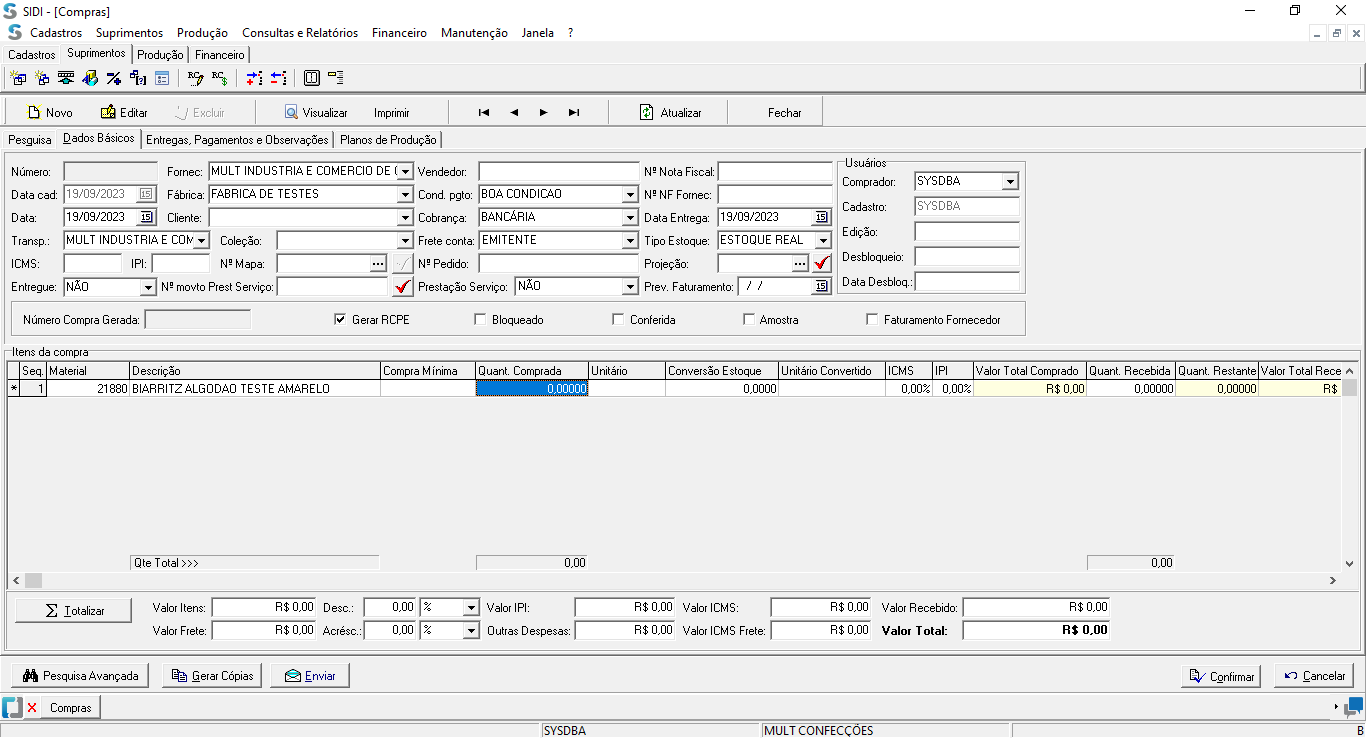 SIDI - [Compras]
Cadastros Suprimentos Produção Consultas e Relatórios Financeiro Manutenção Janela ?
Cadastros Suprimentos Produção Financeiro
Novo Editar Excluir Visualizar Imprimir Atualizar Fechar
Pesquisa Dados Básicos Entregas, Pagamentos e Observações Planos de Produção
Usuários
Número: Fornec: MULT INDUSTRIA E COMERCIO DE ( Vendedor: Nº Nota Fiscal: Comprador: SYSDBA
Data cad: 19/09/2023 15 Fábrica: FABRICA DE TESTES Cond. pgto: BOA CONDICAO Nº NF Fornec: Cadastro: SYSDBA
Data: 19/09/2023 15 Cliente: Cobrança: BANCÁRIA Data Entrega: 19/09/2023 15 Edição:
Transp.: MULT INDUSTRIA E COM Coleção: Frete conta: EMITENTE Tipo Estoque: ESTOQUE REAL Desbloqueio:
ICMS: IPI: Nº Mapa: ... Nº Pedido: Projeção: ... Data Desbloq.:
Entregue: NÃO Nº movto Prest Serviço: Prestação Serviço: NÃO Prev. Faturamento: / / 15
Número Compra Gerada: Gerar RCPE Bloqueado Conferida Amostra Faturamento Fornecedor
Itens da compra
Seq. Material Descrição Compra Mínima Quant. Comprada Unitário Conversão Estoque Unitário Convertido ICMS IPI Valor Total Comprado Quant. Recebida Quant. Restante Valor Total Rece
* 1 21880 BIARRITZ ALGODAO TESTE AMARELO 0,00000 0,0000 0,00% 0,00% R$ 0,00 0,00000 0,00000 R$
Qte Total >>> 0,00 0,00
Σ Totalizar Valor Itens: R$ 0,00 Desc.: 0,00 % Valor IPI: R$ 0,00 Valor ICMS: R$ 0,00 Valor Recebido: R$ 0,00
Valor Frete: R$ 0,00 Acrésc.: 0,00 % Outras Despesas: R$ 0,00 Valor ICMS Frete: R$ 0,00 Valor Total: R$ 0,00
Pesquisa Avançada Gerar Cópias Enviar Confirmar Cancelar
Compras
SYSDBA MULT CONFECÇÕES B